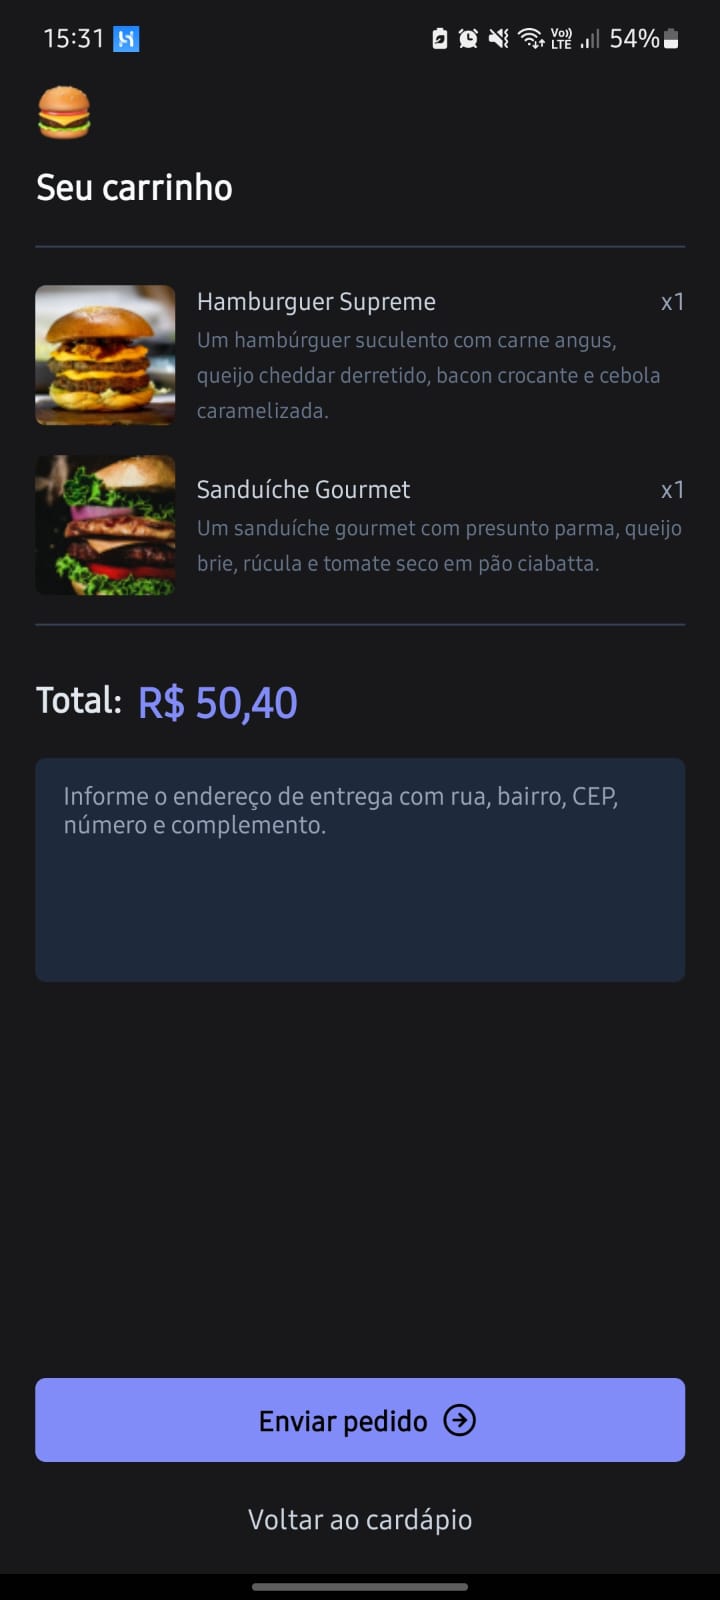 15:31
Vo)) LTE 54%
Seu carrinho
Hamburguer Supreme x1
Um hambúrguer suculento com carne angus,
queijo cheddar derretido, bacon crocante e cebola
caramelizada.
Sanduíche Gourmet x1
Um sanduíche gourmet com presunto parma, queijo
brie, rúcula e tomate seco em pão ciabatta.
Total: R$ 50,40
Informe o endereço de entrega com rua, bairro, CEP,
número e complemento.
Enviar pedido
Voltar ao cardápio